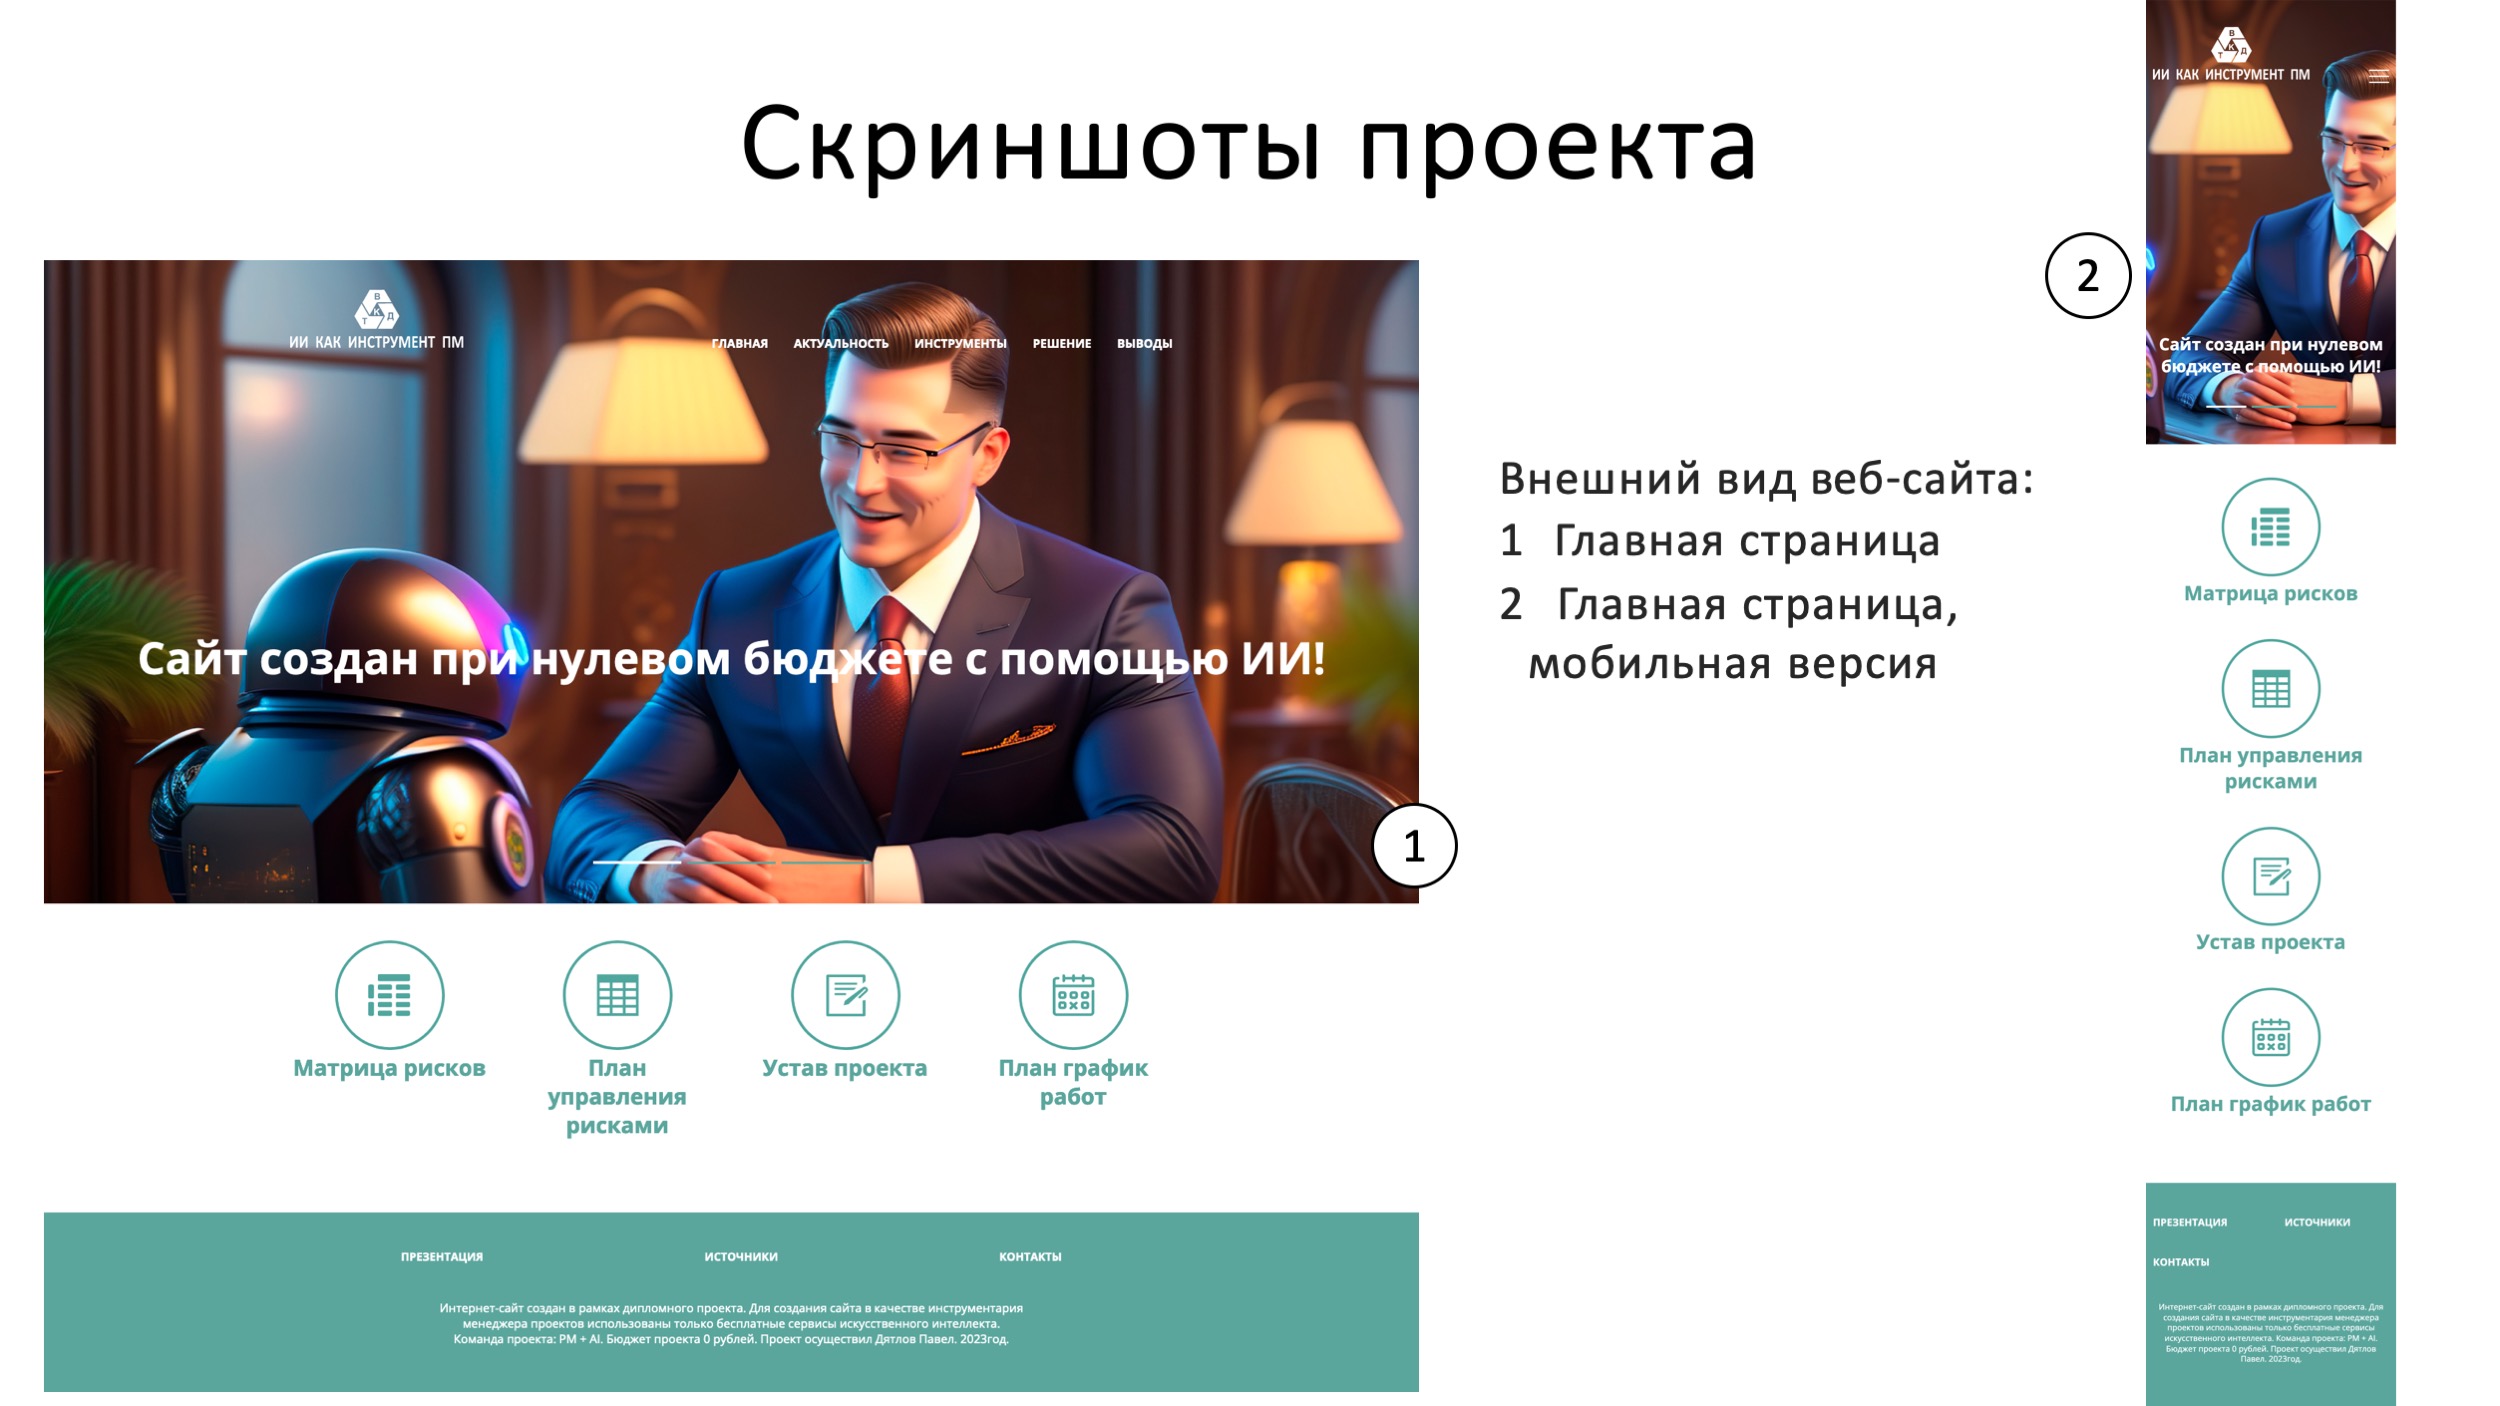 Скриншоты проекта
В
Т К Д
ИИ КАК ИНСТРУМЕНТ ПМ
ГЛАВНАЯ АКТУАЛЬНОСТЬ ИНСТРУМЕНТЫ РЕШЕНИЕ ВЫВОДЫ
Сайт создан при нулевом бюджете с помощью ИИ!
1
Матрица рисков
План
управления
рисками
Устав проекта
План график
работ
ПРЕЗЕНТАЦИЯ ИСТОЧНИКИ КОНТАКТЫ
Интернет-сайт создан в рамках дипломного проекта. Для создания сайта в качестве инструментария
менеджера проектов использованы только бесплатные сервисы искусственного интеллекта.
Команда проекта: PM + AI. Бюджет проекта 0 рублей. Проект осуществил Дятлов Павел. 2023год.
Внешний вид веб-сайта:
1 Главная страница
2 Главная страница,
мобильная версия
2
В
Т К Д
ИИ КАК ИНСТРУМЕНТ ПМ
Сайт создан при нулевом
бюджете с помощью ИИ!
Матрица рисков
План управления
рисками
Устав проекта
План график работ
ПРЕЗЕНТАЦИЯ ИСТОЧНИКИ
КОНТАКТЫ
Интернет-сайт создан в рамках дипломного проекта. Для
создания сайта в качестве инструментария менеджера
проектов использованы только бесплатные сервисы
искусственного интеллекта. Команда проекта: PM + AI.
Бюджет проекта 0 рублей. Проект осуществил Дятлов
Павел. 2023год.